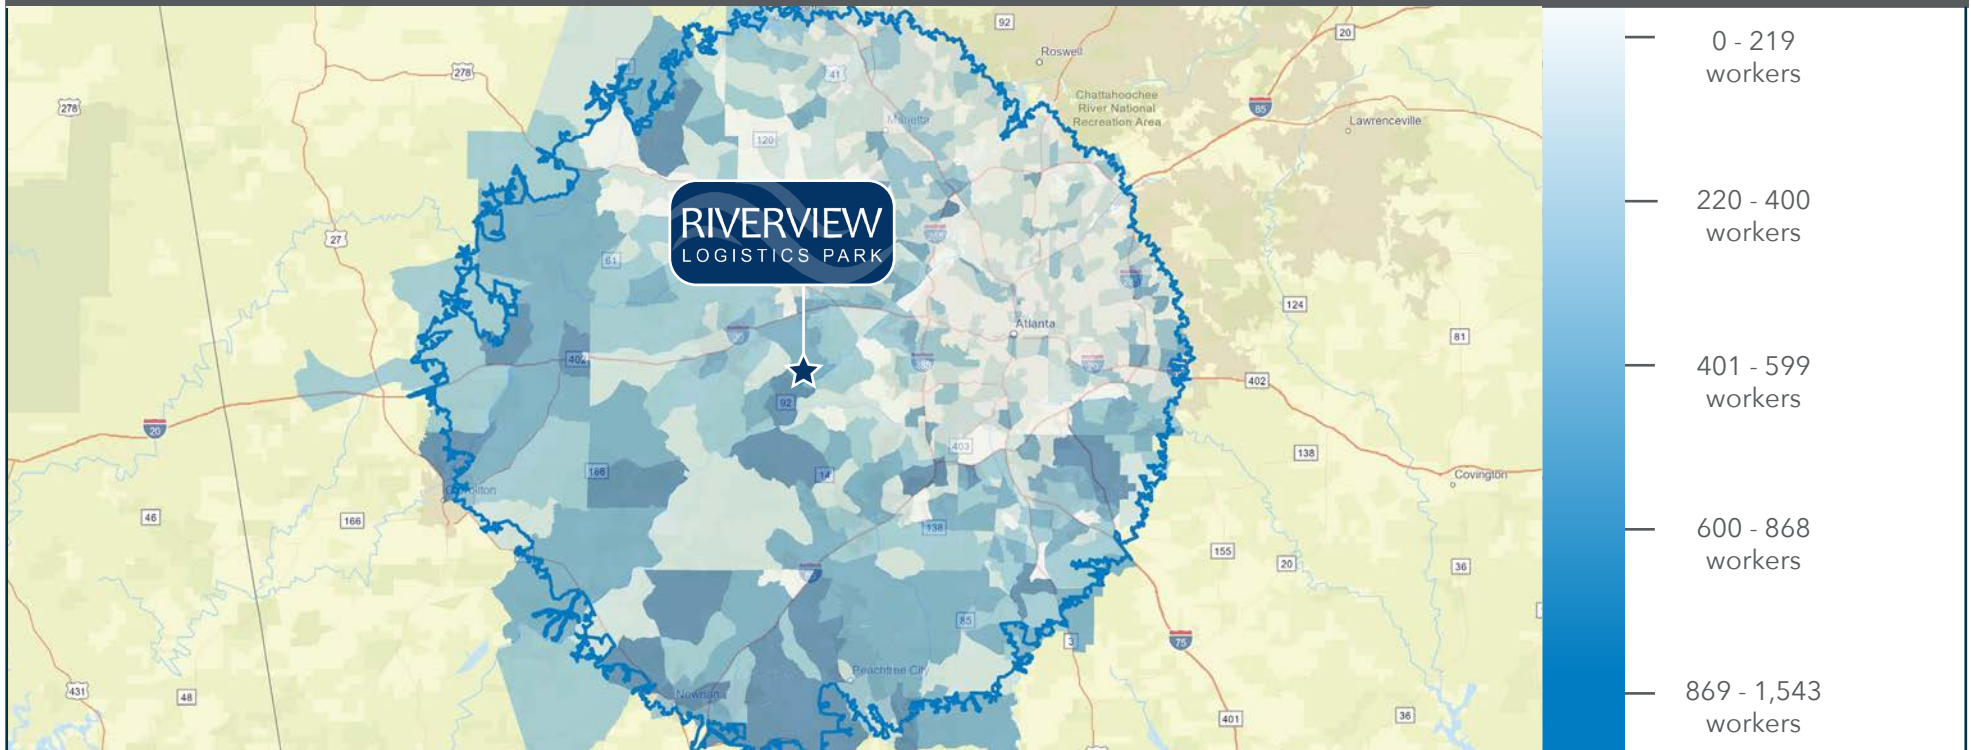 92
20
Roswell
278
41
85
278
Chattahoochee
River National
Recreation Area
Marietta
Lawrenceville
120
RIVERVIEW
LOGISTICS PARK
27
61
124
Atlanta
81
402
402
92
20
403
138
14
166
Covington
Carrollton
46
166
138
155
20
36
85
3
75
Peachtree City
431
48
Newnan
401
36
0 - 219
workers
220 - 400
workers
401 - 599
workers
600 - 868
workers
869 - 1,543
workers